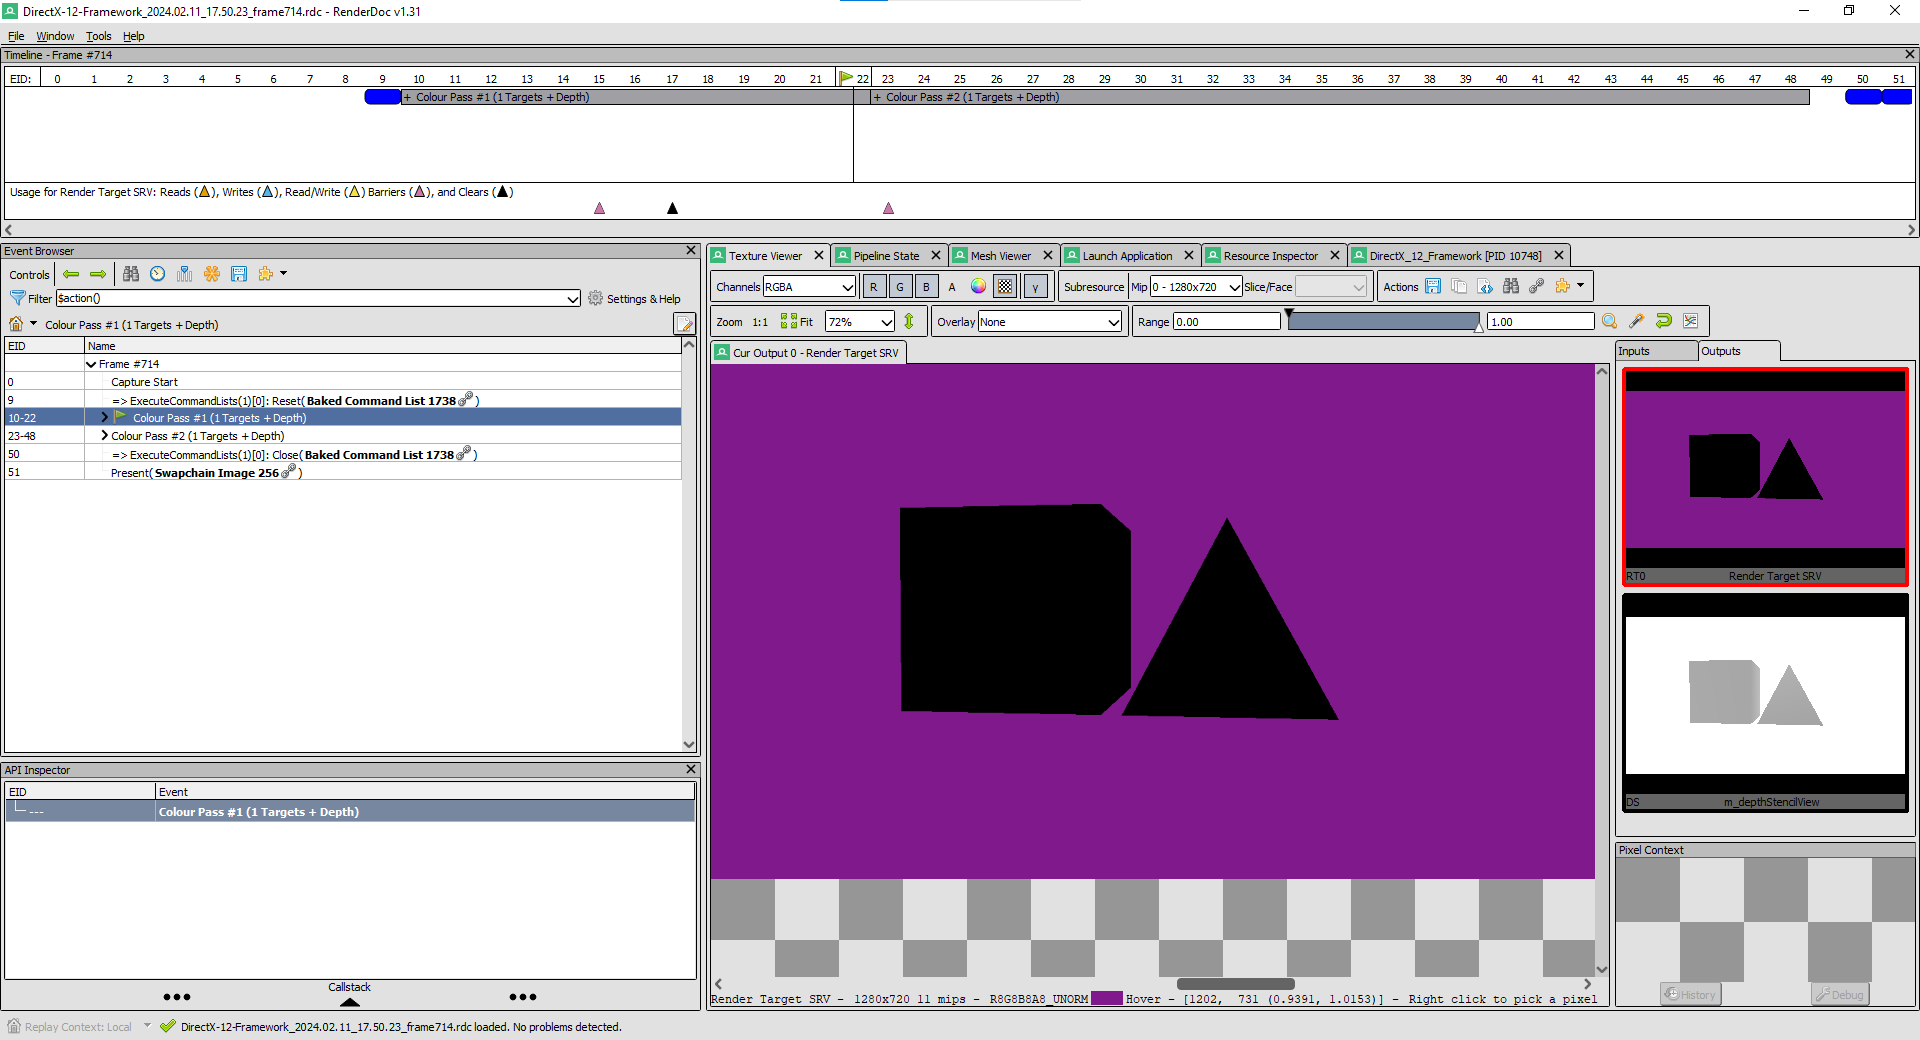 DirectX-12-Framework_2024.02.11_17.50.23_frame714.rdc - RenderDoc v1.31
File Window Tools Help
Timeline - Frame #714
EID: 0 1 2 3 4 5 6 7 8 9 10 11 12 13 14 15 16 17 18 19 20 21 22 23 24 25 26 27 28 29 30 31 32 33 34 35 36 37 38 39 40 41 42 43 44 45 46 47 48 49 50 51
+ Colour Pass #1 (1 Targets + Depth) + Colour Pass #2 (1 Targets + Depth)
Usage for Render Target SRV: Reads ( ), Writes ( ), Read/Write ( ) Barriers ( ), and Clears ( )
Event Browser
Controls
Filter $action() Settings & Help
Colour Pass #1 (1 Targets + Depth)
EID Name
Frame #714
0 Capture Start
9 => ExecuteCommandLists(1)[0]: Reset( Baked Command List 1738 )
10-22 Colour Pass #1 (1 Targets + Depth)
23-48 Colour Pass #2 (1 Targets + Depth)
50 => ExecuteCommandLists(1)[0]: Close( Baked Command List 1738 )
51 Present( Swapchain Image 256 )
API Inspector
EID Event
--- Colour Pass #1 (1 Targets + Depth)
Callstack
Texture Viewer Pipeline State Mesh Viewer Launch Application Resource Inspector DirectX_12_Framework [PID 10748]
Channels RGBA R G B A γ Subresource Mip 0 - 1280x720 Slice/Face Actions
Zoom 1:1 Fit 72% Overlay None Range 0.00 1.00
Cur Output 0 - Render Target SRV
Render Target SRV - 1280x720 11 mips - R8G8B8A8_UNORM Hover - [1202, 731 (0.9391, 1.0153)] - Right click to pick a pixel
Inputs Outputs
RT0 Render Target SRV
DS m_depthStencilView
Pixel Context
History Debug
Replay Context: Local DirectX-12-Framework_2024.02.11_17.50.23_frame714.rdc loaded. No problems detected.